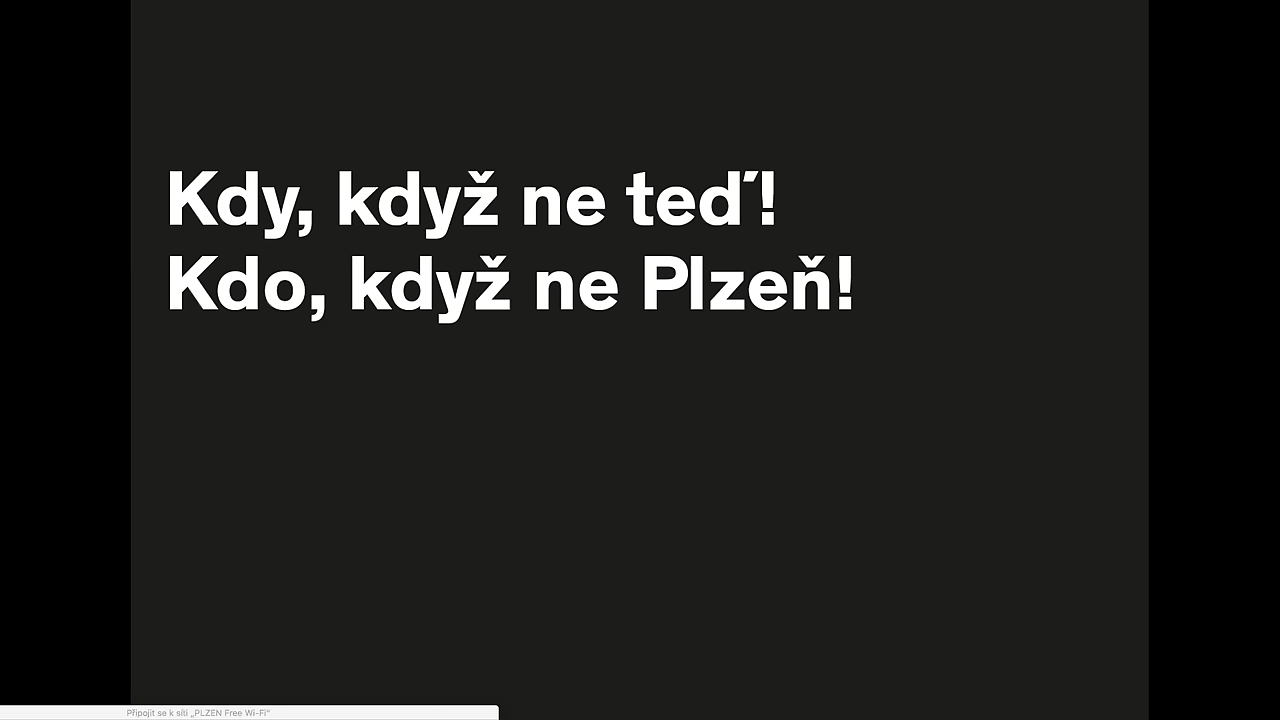 Kdy, když ne teď!
Kdo, když ne Plzeň!
Připojit se k síti „PLZEN Free Wi-Fi“